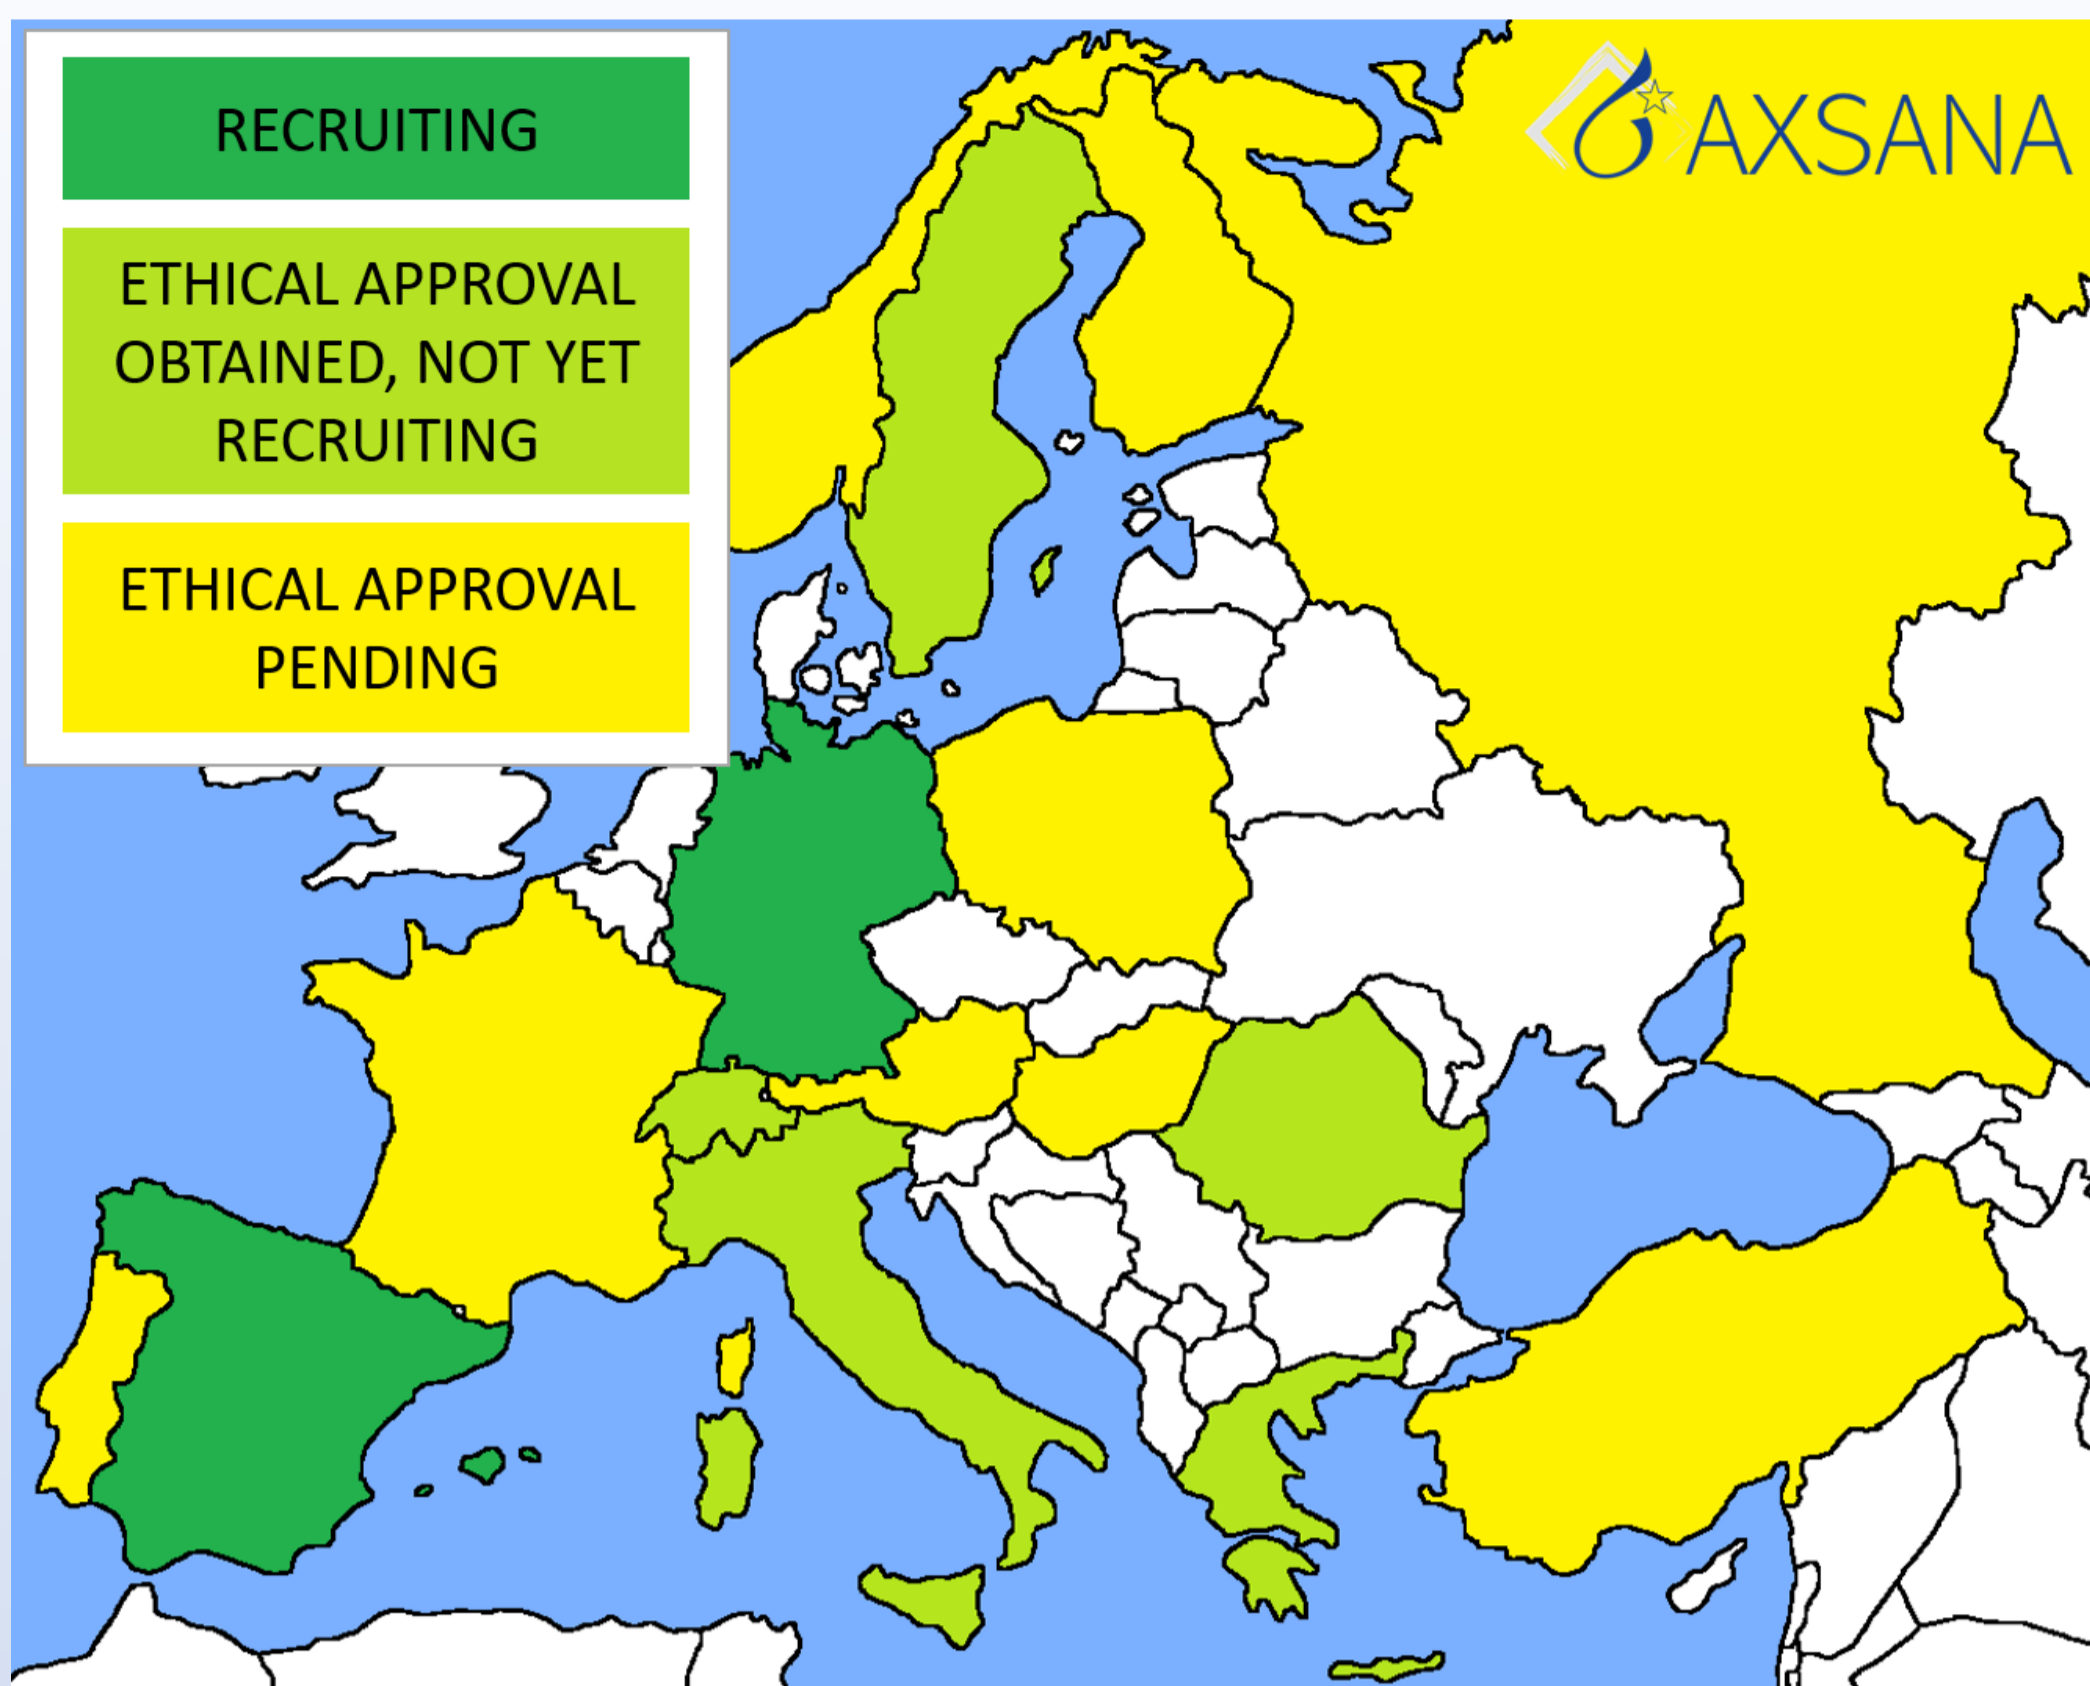 RECRUITING
ETHICAL APPROVAL
OBTAINED, NOT YET
RECRUITING
ETHICAL APPROVAL
PENDING
AXSANA